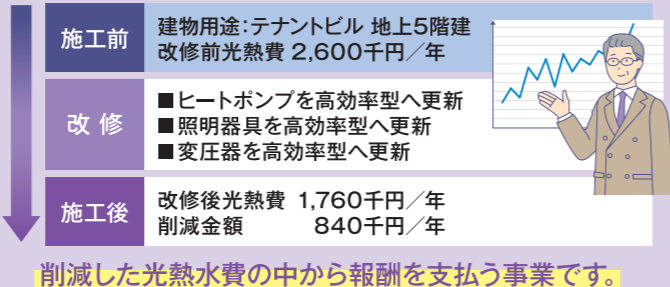 施工前
建物用途：テナントビル 地上5階建
改修前光熱費 2,600千円／年
改 修
■ヒートポンプを高効率型へ更新
■照明器具を高効率型へ更新
■変圧器を高効率型へ更新
施工後
改修後光熱費 1,760千円／年
削減金額 840千円／年
削減した光熱水費の中から報酬を支払う事業です。